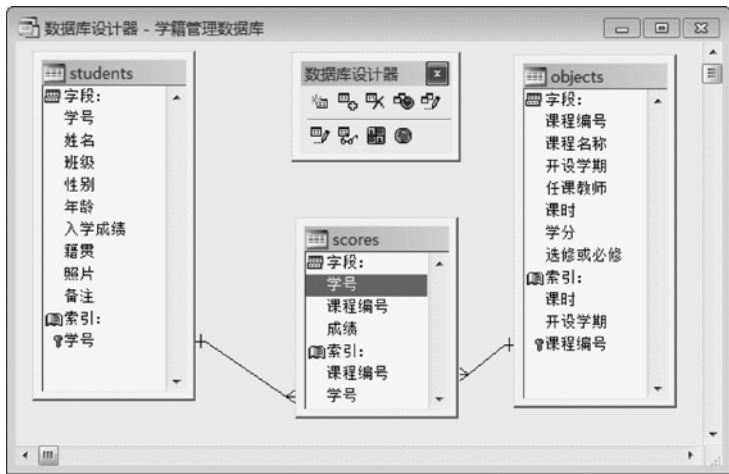 数据库设计器 - 学籍管理数据库
students
字段:
学号
姓名
班级
性别
年龄
入学成绩
籍贯
照片
备注
索引:
学号
数据库设计器
scores
字段:
学号
课程编号
成绩
索引:
课程编号
学号
objects
字段:
课程编号
课程名称
开设学期
任课教师
课时
学分
选修或必修
索引:
课时
开设学期
课程编号